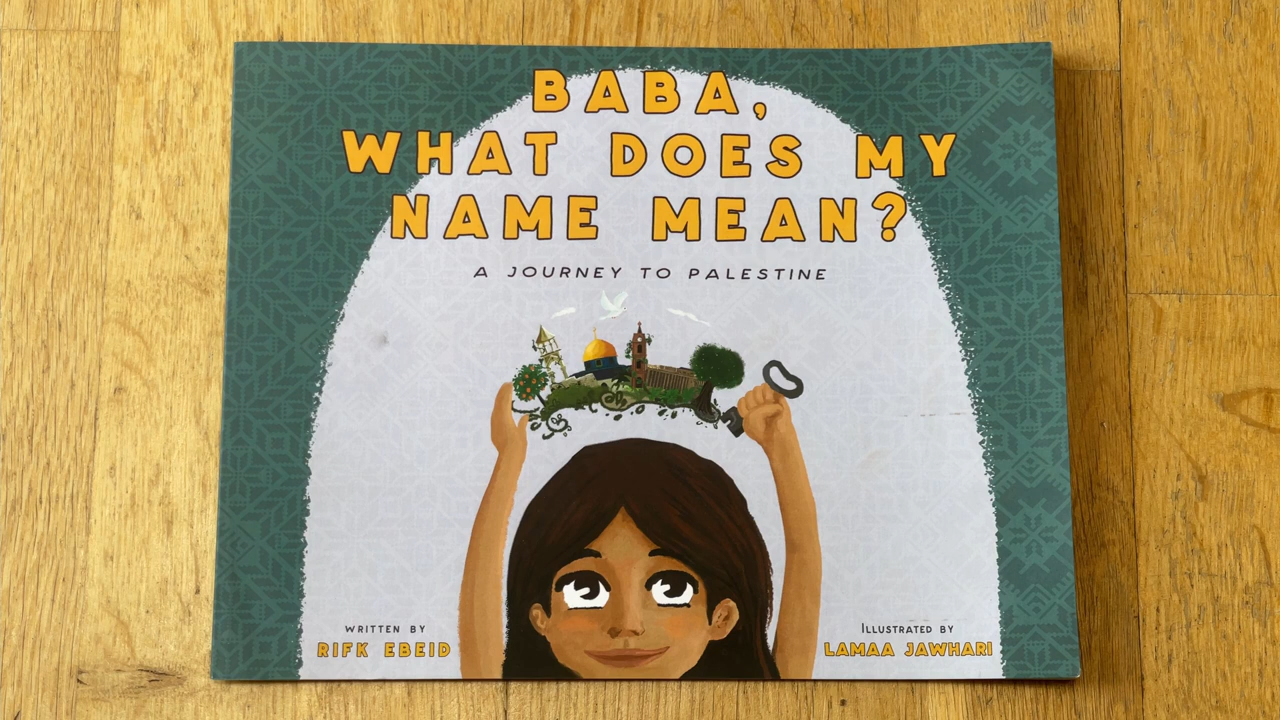 BABA,
WHAT DOES MY
NAME MEAN?
A JOURNEY TO PALESTINE
WRITTEN BY
RIFK EBEID
ILLUSTRATED BY
LAMAA JAWHARI